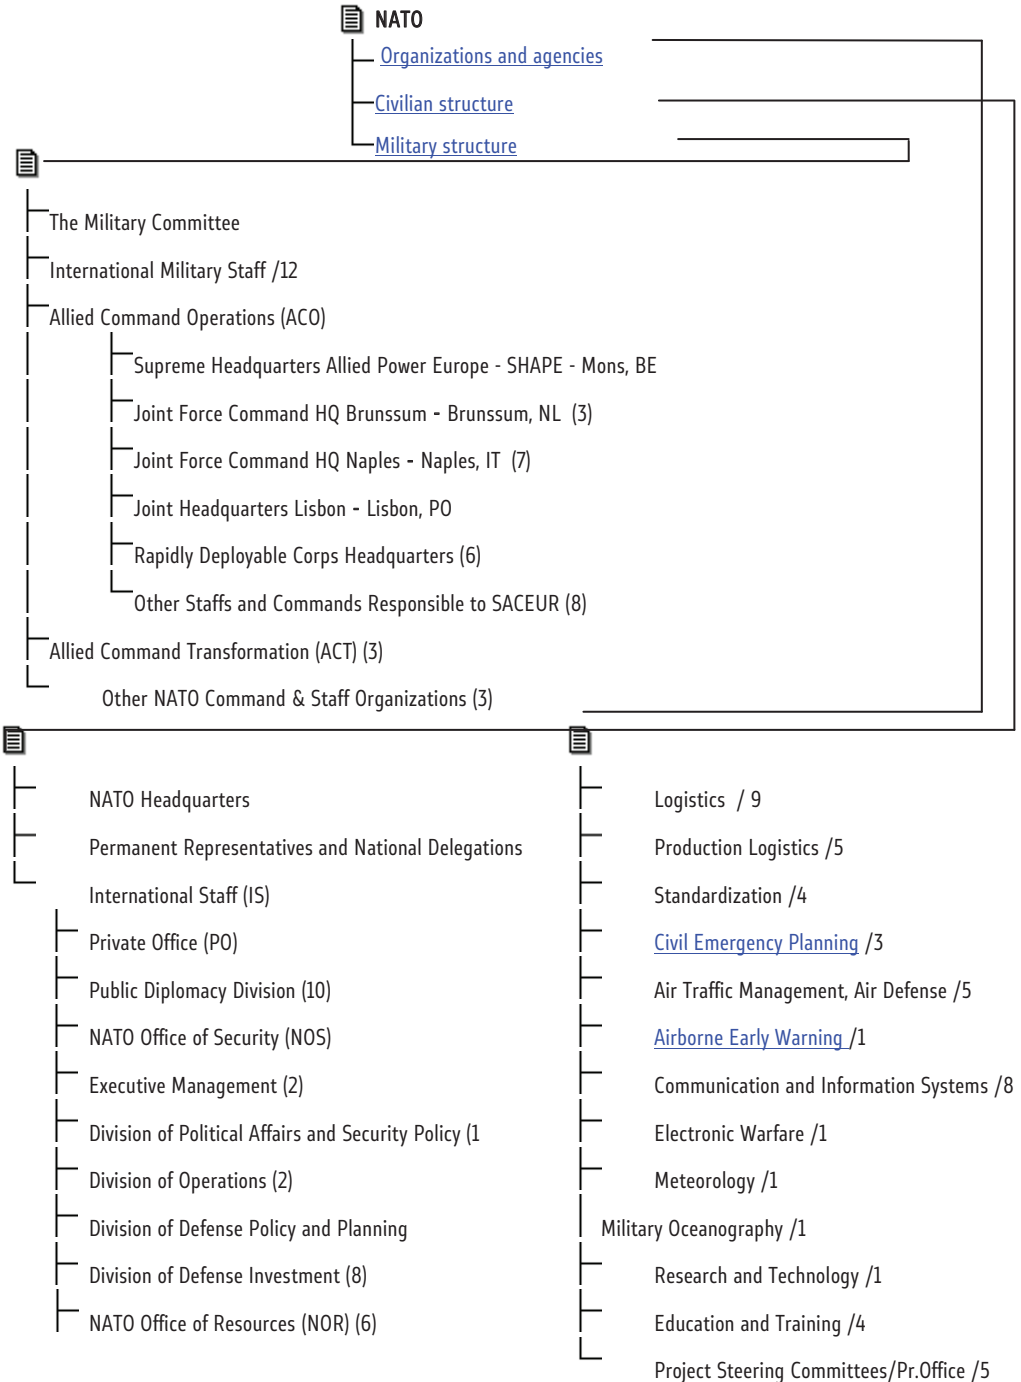 NATO
Organizations and agencies
Civilian structure
Military structure
The Military Committee
International Military Staff /12
Allied Command Operations (ACO)
Supreme Headquarters Allied Power Europe - SHAPE - Mons, BE
Joint Force Command HQ Brunssum - Brunssum, NL (3)
Joint Force Command HQ Naples - Naples, IT (7)
Joint Headquarters Lisbon - Lisbon, PO
Rapidly Deployable Corps Headquarters (6)
Other Staffs and Commands Responsible to SACEUR (8)
Allied Command Transformation (ACT) (3)
Other NATO Command & Staff Organizations (3)
NATO Headquarters
Permanent Representatives and National Delegations
International Staff (IS)
Private Office (PO)
Public Diplomacy Division (10)
NATO Office of Security (NOS)
Executive Management (2)
Division of Political Affairs and Security Policy (1
Division of Operations (2)
Division of Defense Policy and Planning
Division of Defense Investment (8)
NATO Office of Resources (NOR) (6)
Logistics / 9
Production Logistics /5
Standardization /4
Civil Emergency Planning /3
Air Traffic Management, Air Defense /5
Airborne Early Warning /1
Communication and Information Systems /8
Electronic Warfare /1
Meteorology /1
Military Oceanography /1
Research and Technology /1
Education and Training /4
Project Steering Committees/Pr.Office /5